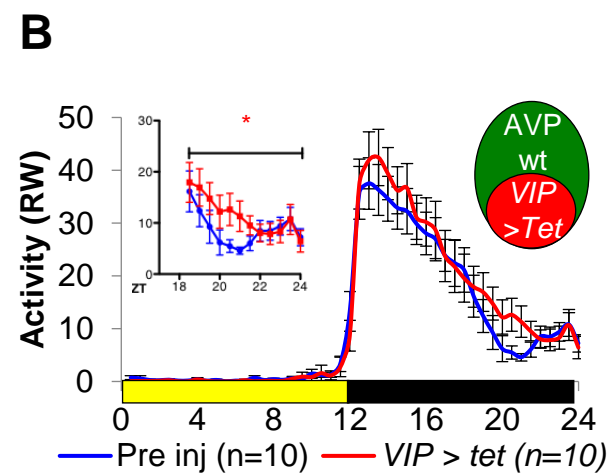 B
Activity (RW)
50
40
30
20
10
0
30
20
10
0
*
ZT 18 20 22 24
AVP
wt
VIP
>Tet
0 4 8 12 16 20 24
Pre inj (n=10) VIP > tet (n=10)